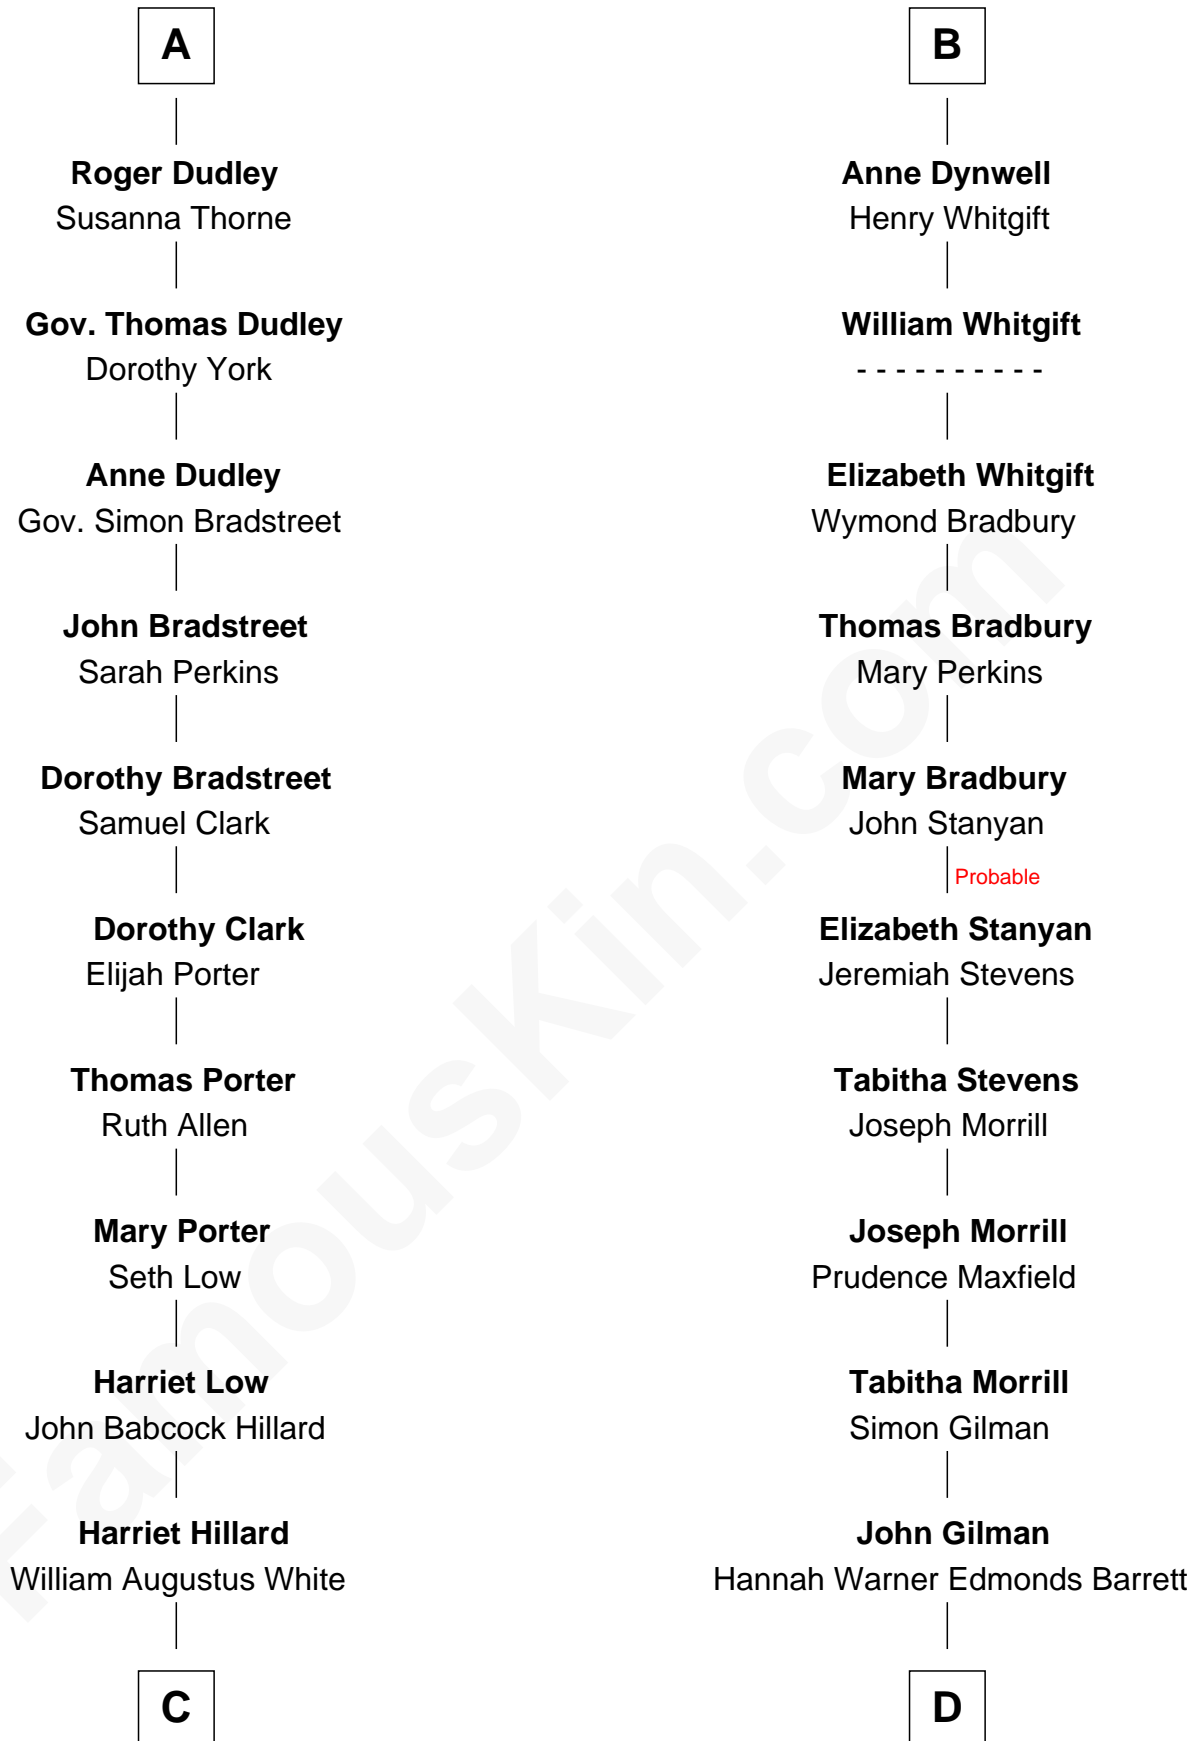 A
Roger Dudley
Susanna Thorne
Gov. Thomas Dudley
Dorothy York
Anne Dudley
Gov. Simon Bradstreet
John Bradstreet
Sarah Perkins
Dorothy Bradstreet
Samuel Clark
Dorothy Clark
Elijah Porter
Thomas Porter
Ruth Allen
Mary Porter
Seth Low
Harriet Low
John Babcock Hillard
Harriet Hillard
William Augustus White
C
B
Anne Dynwell
Henry Whitgift
William Whitgift
- - - - - - - - - -
Elizabeth Whitgift
Wymond Bradbury
Thomas Bradbury
Mary Perkins
Mary Bradbury
John Stanyan
Probable
Elizabeth Stanyan
Jeremiah Stevens
Tabitha Stevens
Joseph Morrill
Joseph Morrill
Prudence Maxfield
Tabitha Morrill
Simon Gilman
John Gilman
Hannah Warner Edmonds Barrett
D
FamousKin.com